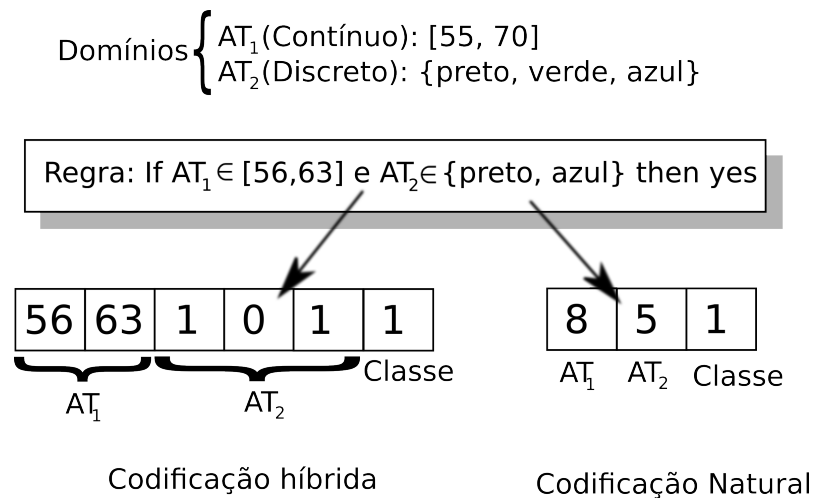 Domínios
AT1(Contínuo): [55, 70]
AT2(Discreto): {preto, verde, azul}
Regra: If AT1∈ [56,63] e AT2∈{preto, azul} then yes
56 63 1 0 1 1
8 5 1
AT1 AT2 Classe
AT1 AT2 Classe
Codificação híbrida
Codificação Natural